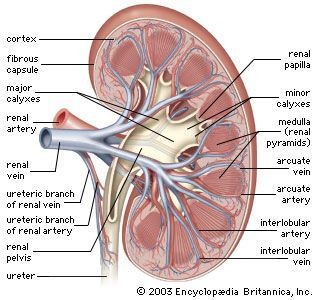 cortex
fibrous
capsule
major
calyxes
renal
artery
renal
vein
ureteric branch
of renal vein
ureteric branch
of renal artery
renal
pelvis
ureter
renal
papilla
minor
calyxes
medulla
(renal
pyramids)
arcuate
vein
arcuate
artery
interlobular
artery
interlobular
vein
© 2003 Encyclopædia Britannica, Inc.